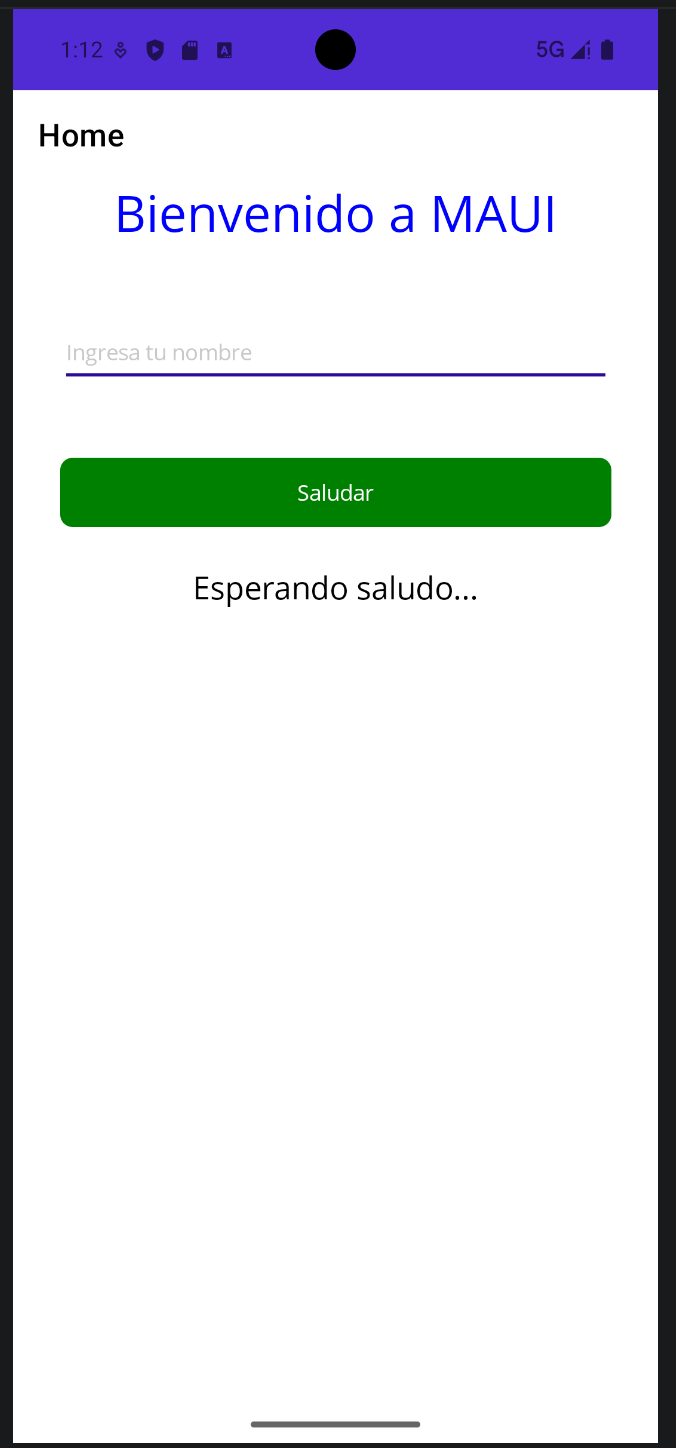 1:12 5G
Home
Bienvenido a MAUI
Ingresa tu nombre
Saludar
Esperando saludo...